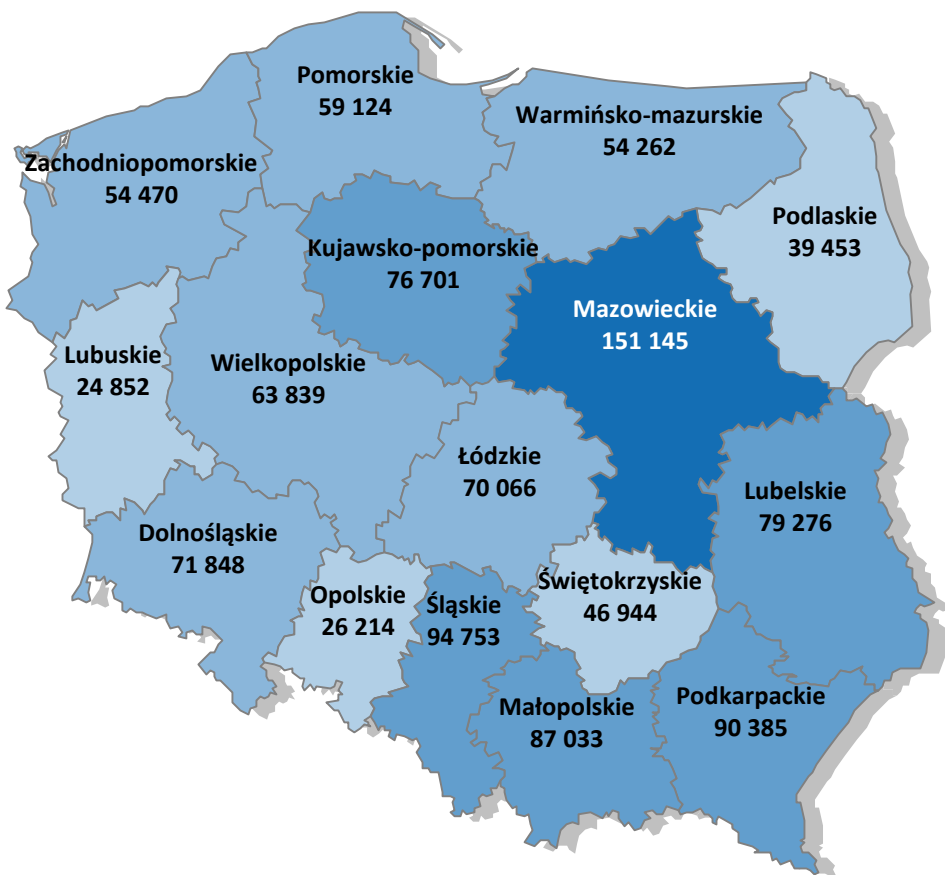 Pomorskie
59 124
Warmińsko-mazurskie
54 262
Zachodniopomorskie
54 470
Podlaskie
39 453
Kujawsko-pomorskie
76 701
Mazowieckie
151 145
Lubuskie
24 852
Wielkopolskie
63 839
Łódzkie
70 066
Lubelskie
79 276
Dolnośląskie
71 848
Opolskie
26 214
Śląskie
94 753
Świętokrzyskie
46 944
Małopolskie
87 033
Podkarpackie
90 385